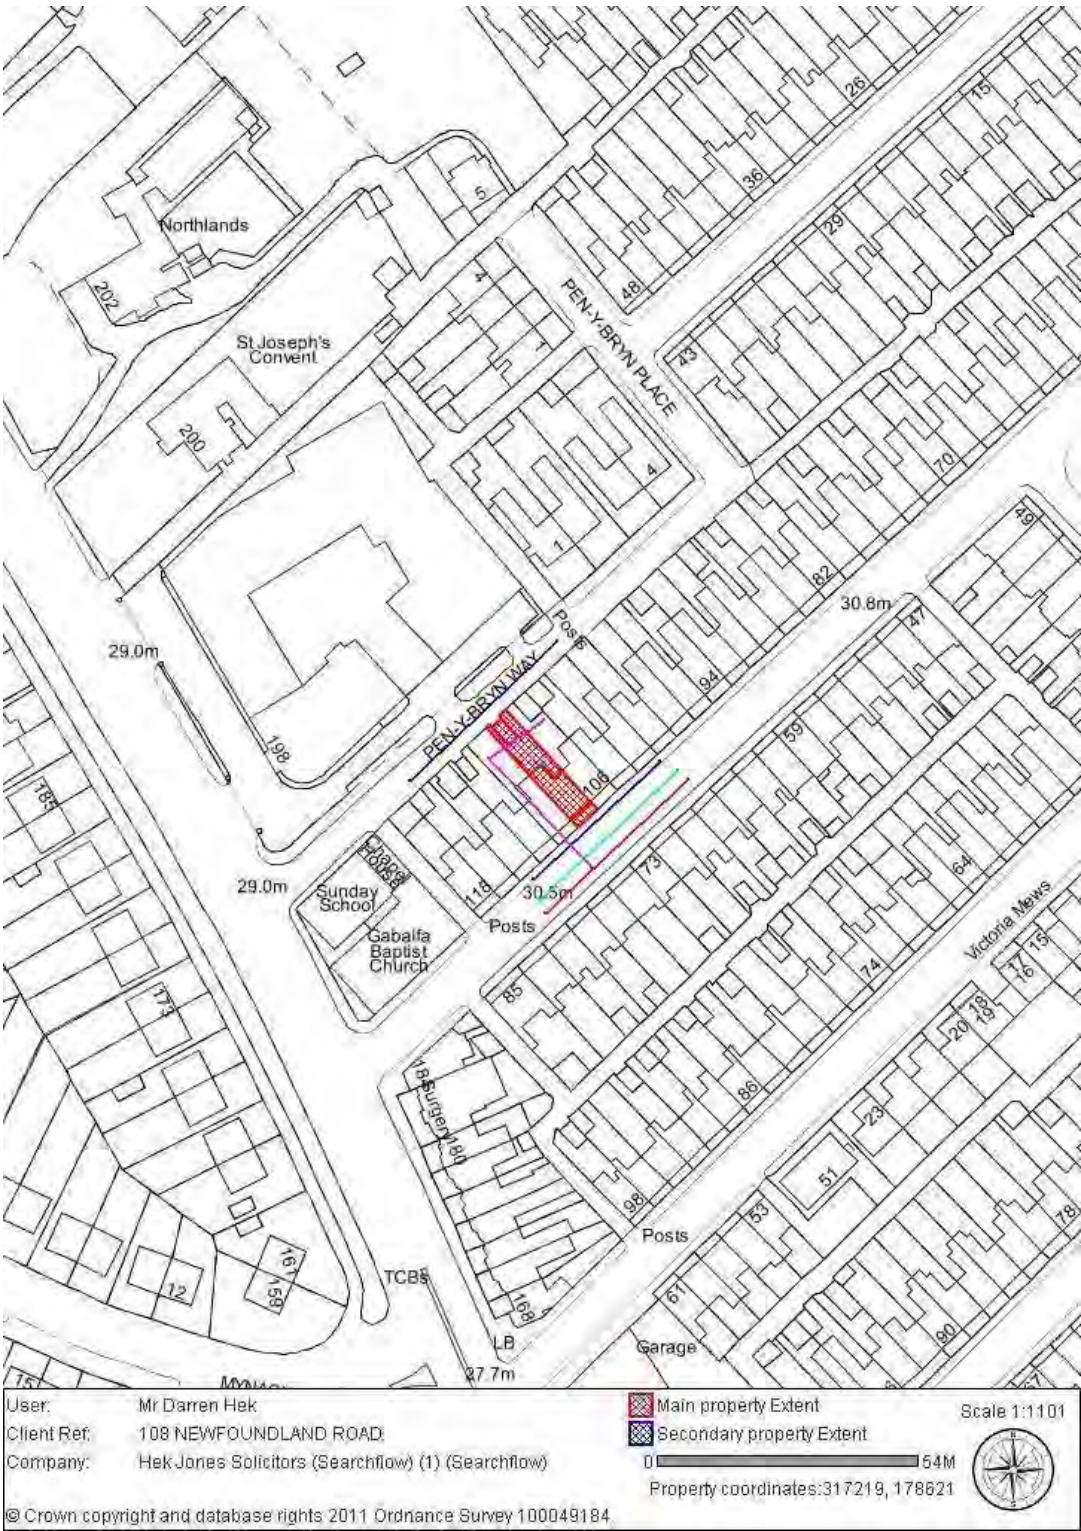 26
15
36
5
29
Northlands
48
4
202
PEN-Y-BRYN PLACE
St Joseph's
Convent
1
43
200
4
70
49
1
82
30.8m
Posts
47
29.0m
94
PEN-Y-BRYN WAY
59
198
106
185
64
73
Chapel
House
29.0m
Sunday
School
118
30.5m
Victoria Mews
Posts
Gabalfa
Baptist
Church
15
17
16
74
85
173
18
19
20
86
23
Surgery
180
51
98
53
78
Posts
167
159
12
TCBs
61
168
90
LB
Garage
27.7m
15
User: Mr Darren Hek
Client Ref: 108 NEWFOUNDLAND ROAD
Company: Hek Jones Solicitors (Searchflow) (1) (Searchflow)
Main property Extent
Secondary property Extent
0 54M
Property coordinates:317219, 178621
Scale 1:1101
N
© Crown copyright and database rights 2011 Ordnance Survey 100049184